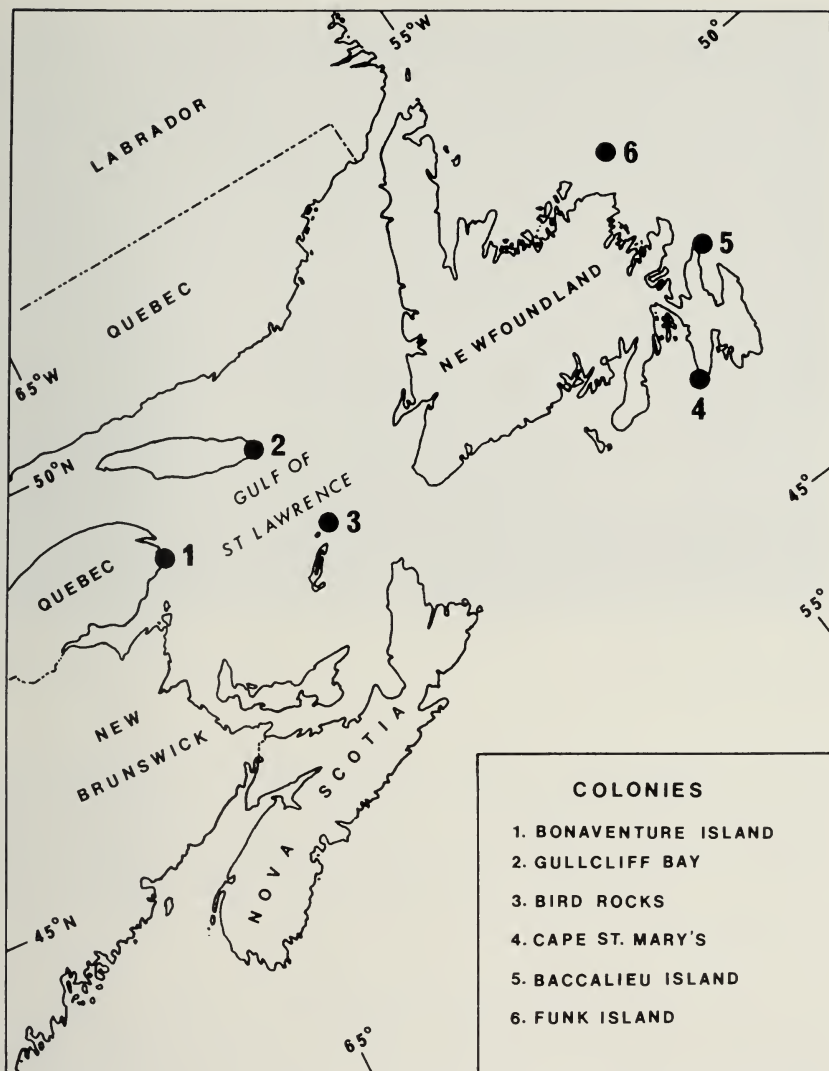 55°W
50°
LABRADOR
6
QUEBEC
5
NEWFOUNDLAND
65°W
4
2
50°N
GULF OF
ST LAWRENCE
45°
3
1
QUEBEC
55°
NEW
BRUNSWICK
NOVA SCOTIA
45°N
65°
COLONIES
1. BONAVENTURE ISLAND
2. GULLCLIFF BAY
3. BIRD ROCKS
4. CAPE ST. MARY'S
5. BACCALIEU ISLAND
6. FUNK ISLAND